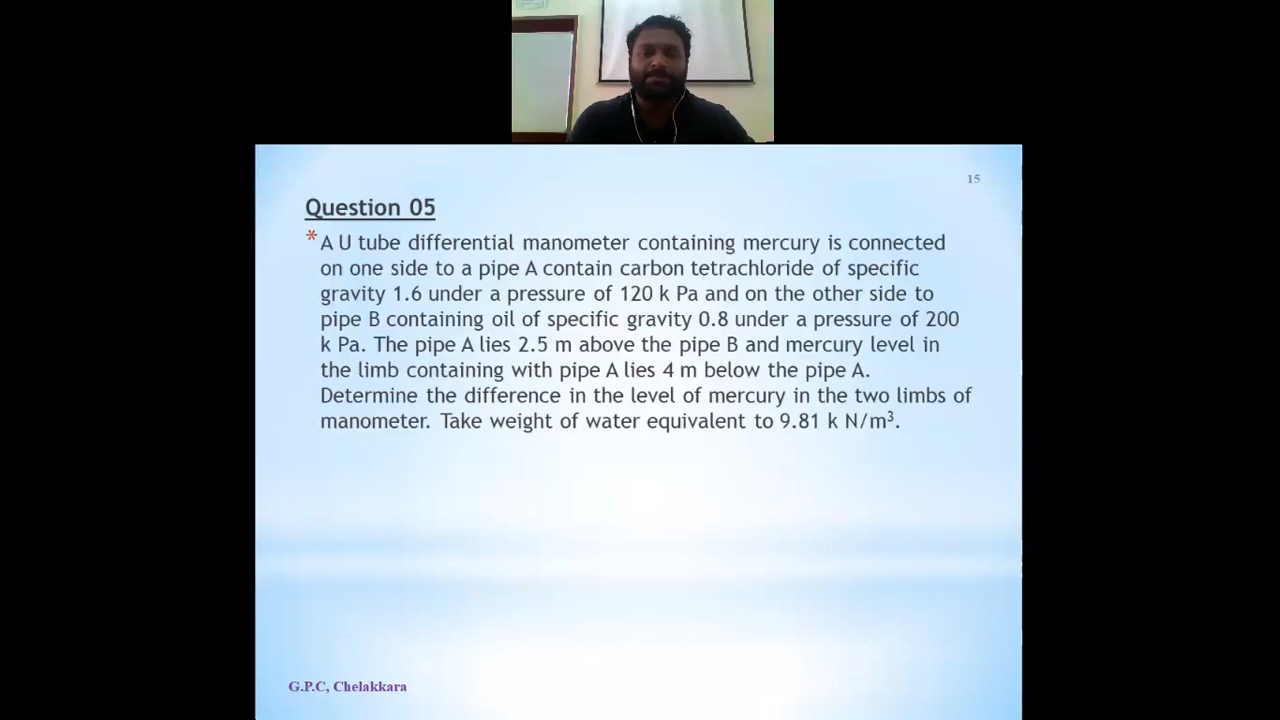 15
Question 05
* A U tube differential manometer containing mercury is connected
on one side to a pipe A contain carbon tetrachloride of specific
gravity 1.6 under a pressure of 120 k Pa and on the other side to
pipe B containing oil of specific gravity 0.8 under a pressure of 200
k Pa. The pipe A lies 2.5 m above the pipe B and mercury level in
the limb containing with pipe A lies 4 m below the pipe A.
Determine the difference in the level of mercury in the two limbs of
manometer. Take weight of water equivalent to 9.81 k N/m³.
G.P.C, Chelakkara